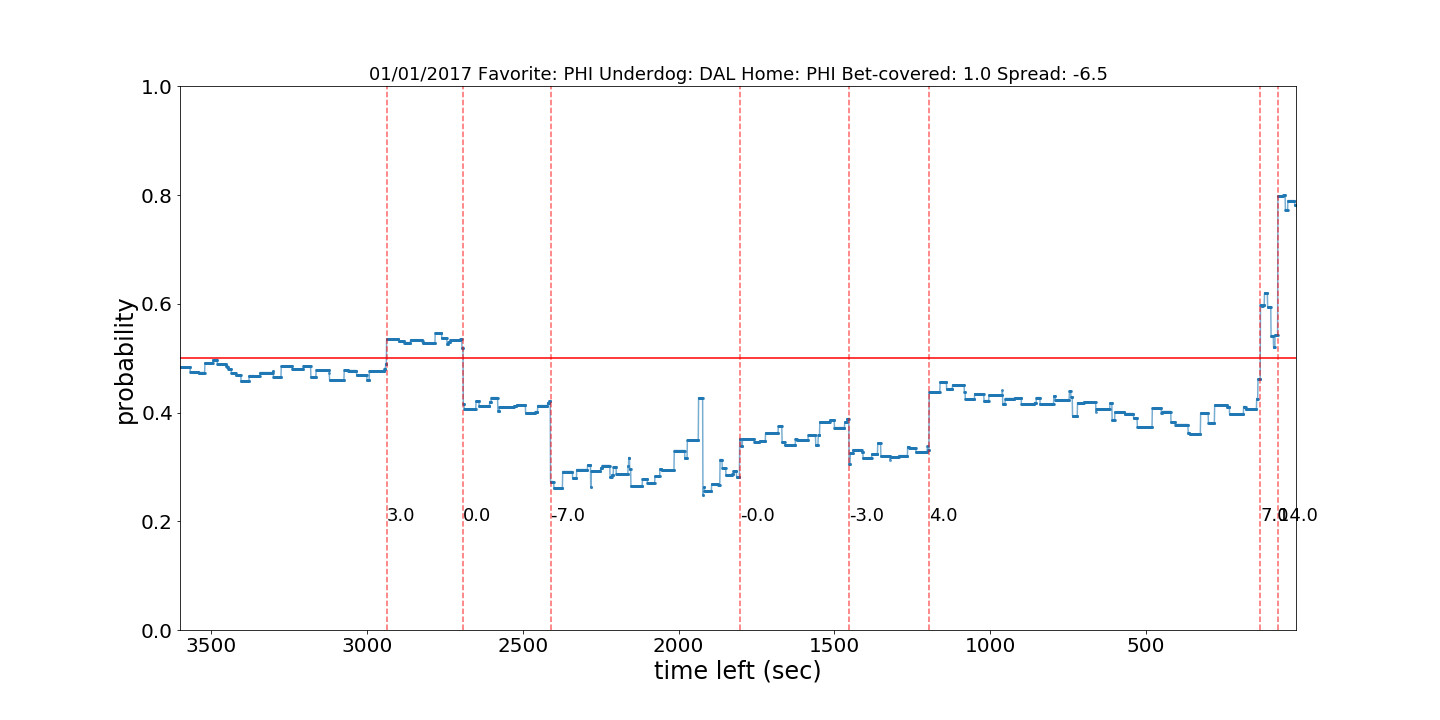 01/01/2017 Favorite: PHI Underdog: DAL Home: PHI Bet-covered: 1.0 Spread: -6.5
1.0
0.8
0.6
0.4
0.2
0.0
probability
3.0 0.0 -7.0 -0.0 -3.0 4.0 7.0 14.0
3500 3000 2500 2000 1500 1000 500
time left (sec)